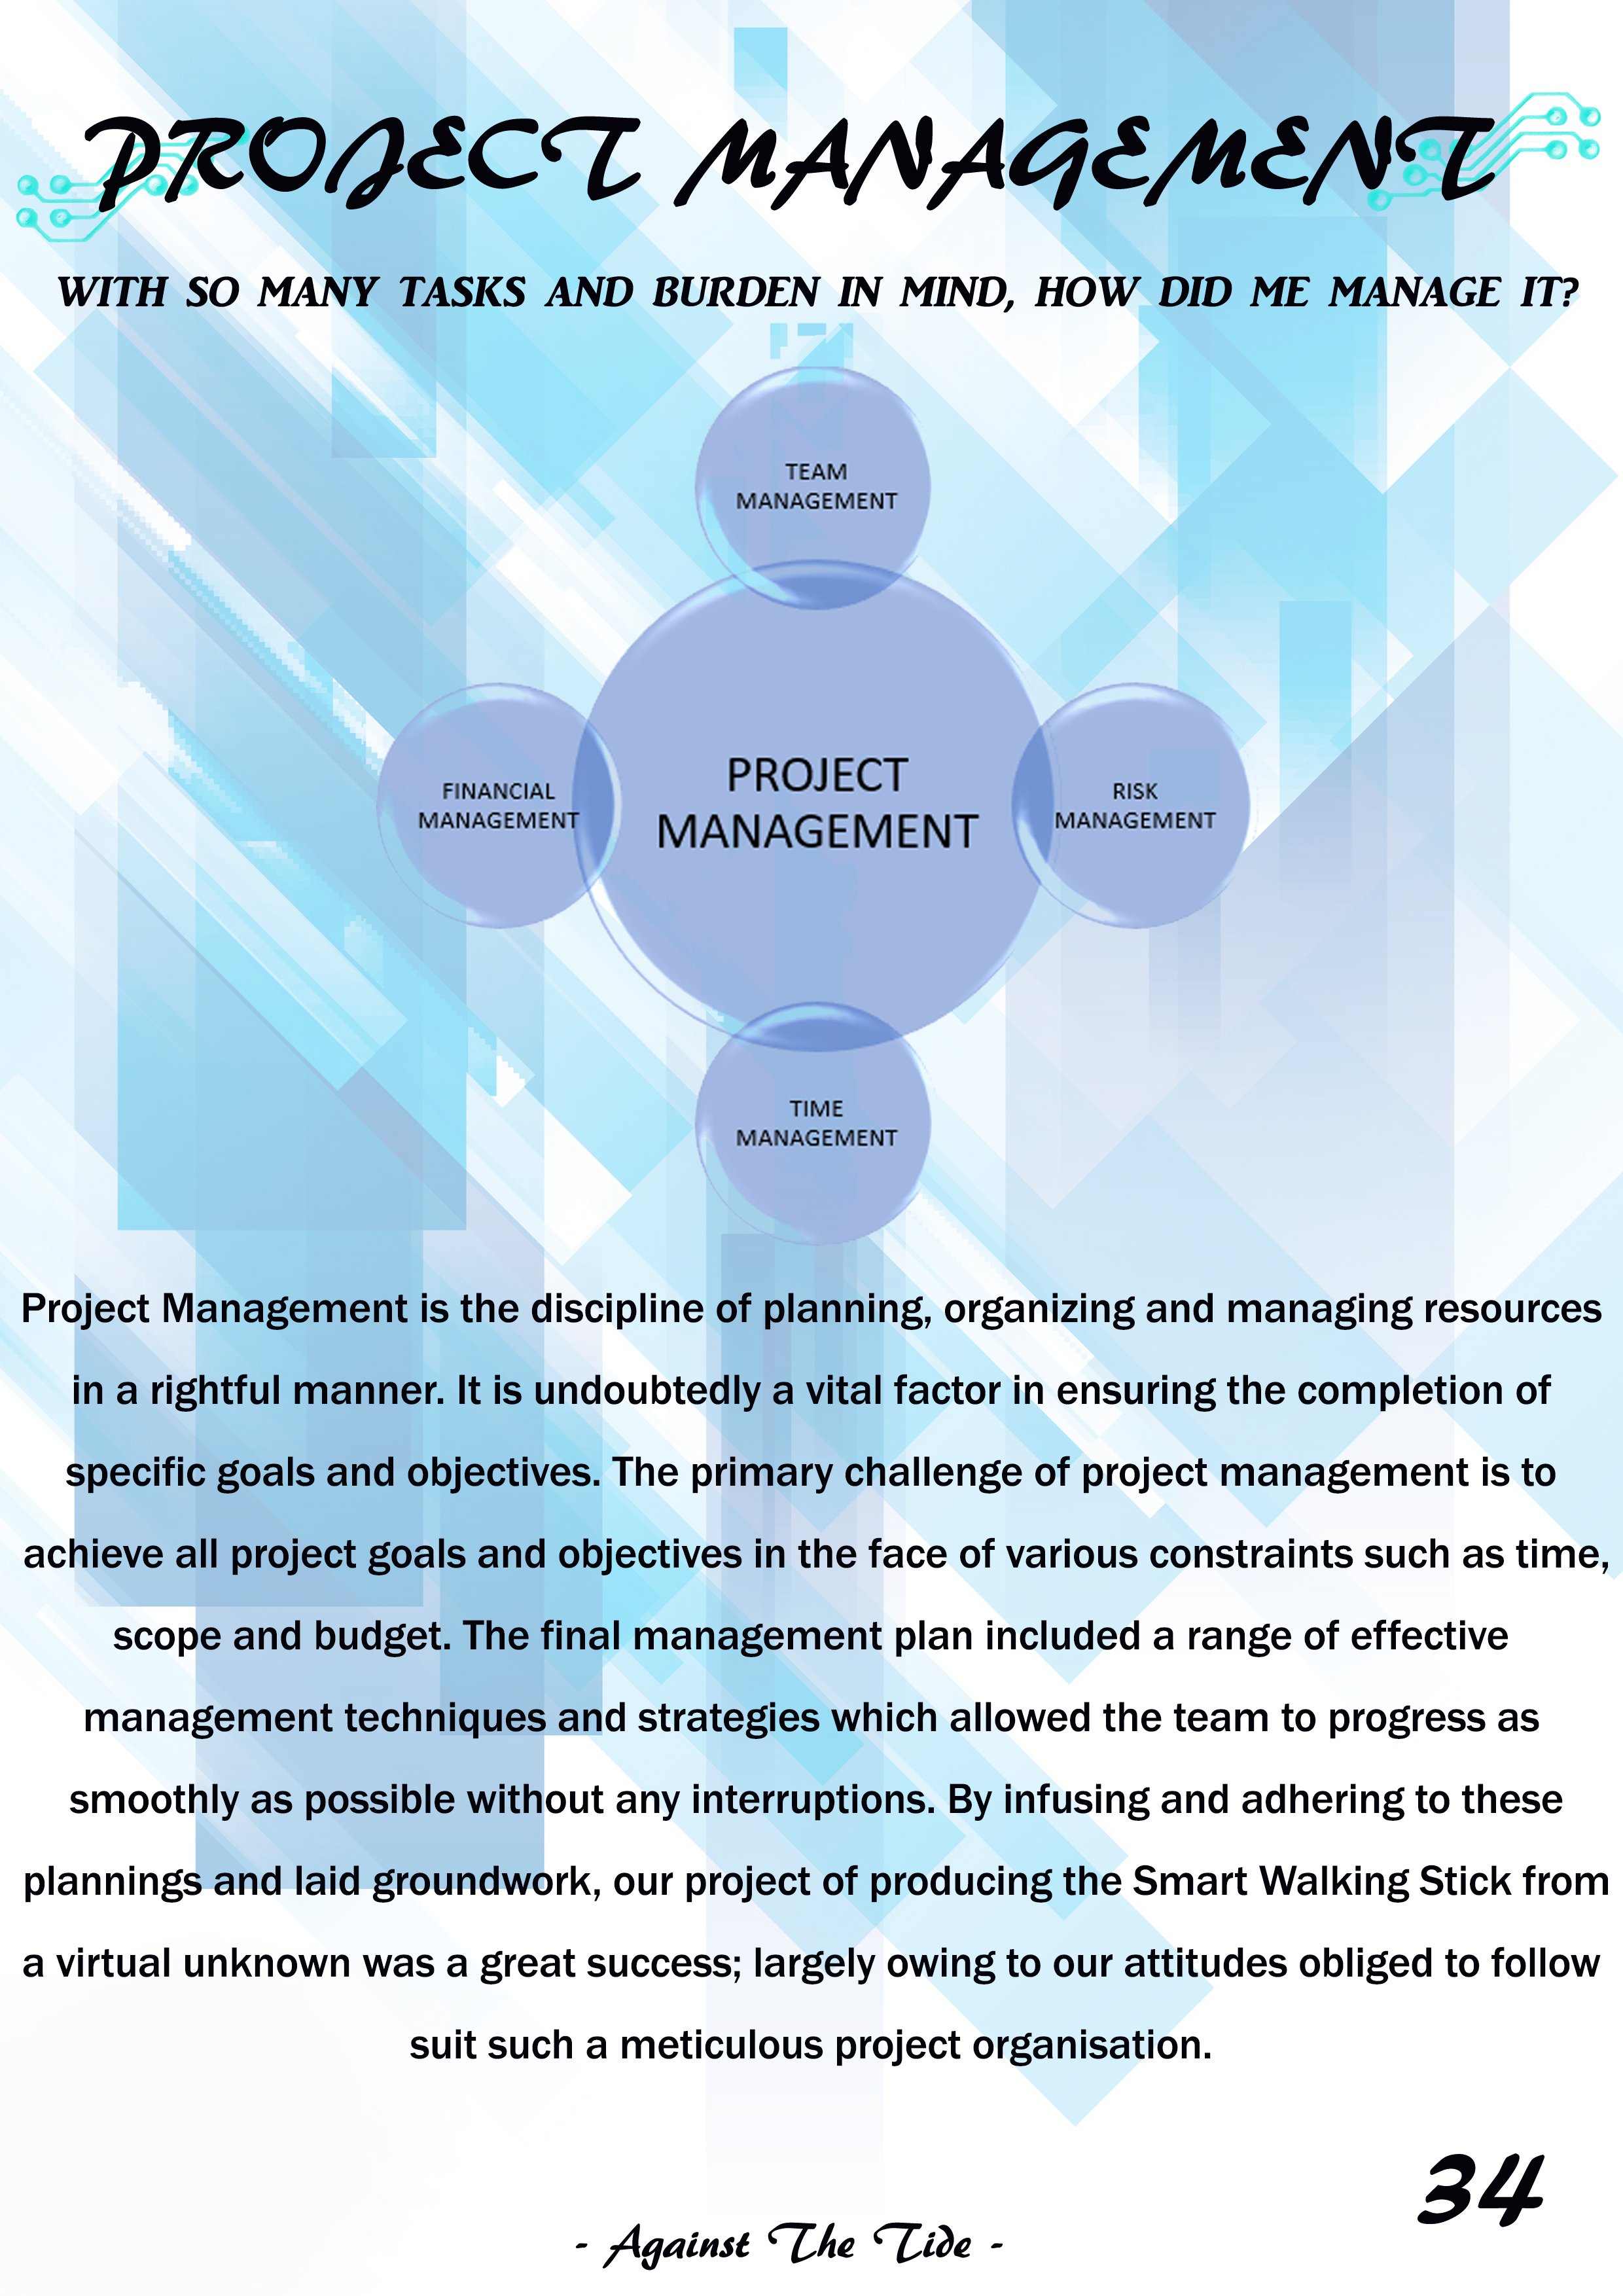 PROJECT MANAGEMENT
WITH SO MANY TASKS AND BURDEN IN MIND, HOW DID ME MANAGE IT?
TEAM
MANAGEMENT
FINANCIAL
MANAGEMENT
PROJECT
MANAGEMENT
RISK
MANAGEMENT
TIME
MANAGEMENT
Project Management is the discipline of planning, organizing and managing resources
in a rightful manner. It is undoubtedly a vital factor in ensuring the completion of
specific goals and objectives. The primary challenge of project management is to
achieve all project goals and objectives in the face of various constraints such as time,
scope and budget. The final management plan included a range of effective
management techniques and strategies which allowed the team to progress as
smoothly as possible without any interruptions. By infusing and adhering to these
plannings and laid groundwork, our project of producing the Smart Walking Stick from
a virtual unknown was a great success; largely owing to our attitudes obliged to follow
suit such a meticulous project organisation.
34
- Against The Tide -